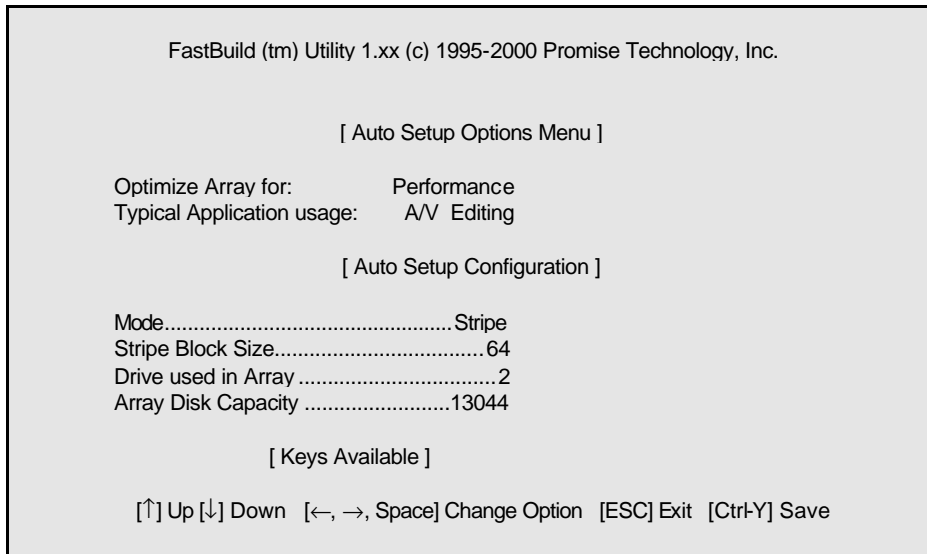 FastBuild (tm) Utility 1.xx (c) 1995-2000 Promise Technology, Inc.
[ Auto Setup Options Menu ]
Optimize Array for: Performance
Typical Application usage: A/V Editing
[ Auto Setup Configuration ]
Mode.................................................Stripe
Stripe Block Size....................................64
Drive used in Array ..................................2
Array Disk Capacity .........................13044
[ Keys Available ]
[↑] Up [↓] Down [←, →, Space] Change Option [ESC] Exit [Ctrl-Y] Save